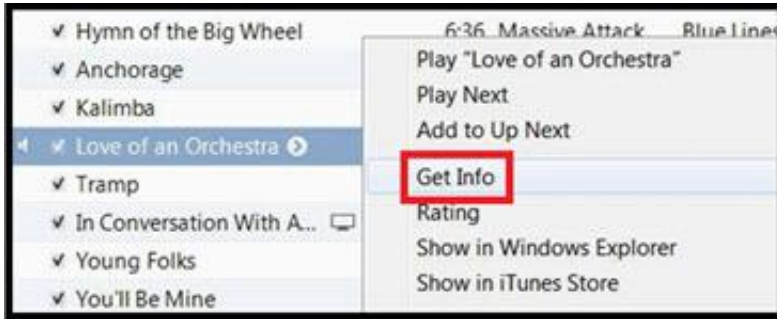 Hymn of the Big Wheel 6:36 Massive Attack Blue Lines
Anchorage
Kalimba
Love of an Orchestra
Tramp
In Conversation With A...
Young Folks
You'll Be Mine
Play "Love of an Orchestra"
Play Next
Add to Up Next
Get Info
Rating
Show in Windows Explorer
Show in iTunes Store